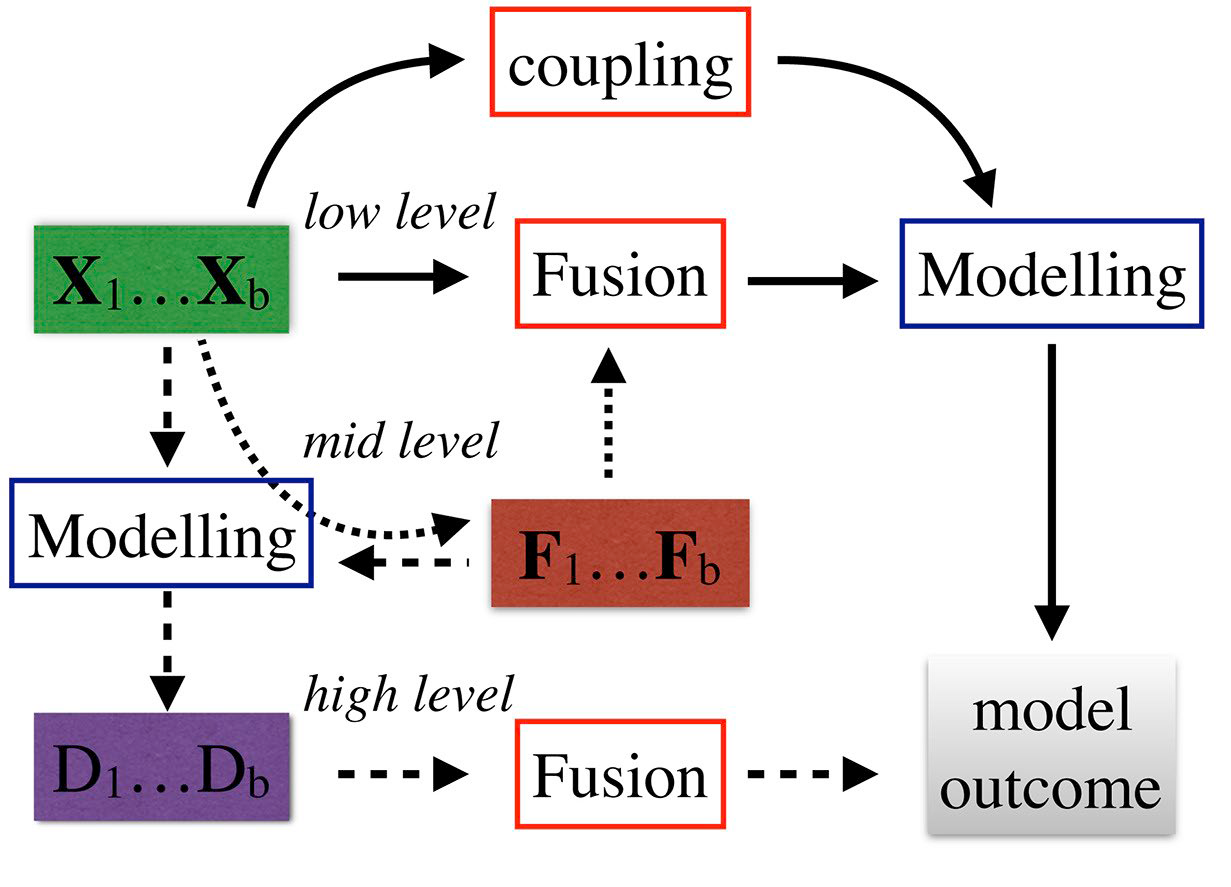 coupling
low level
X1...Xb
Fusion
Modelling
mid level
Modelling
F1...Fb
high level
D1...Db
Fusion
model
outcome